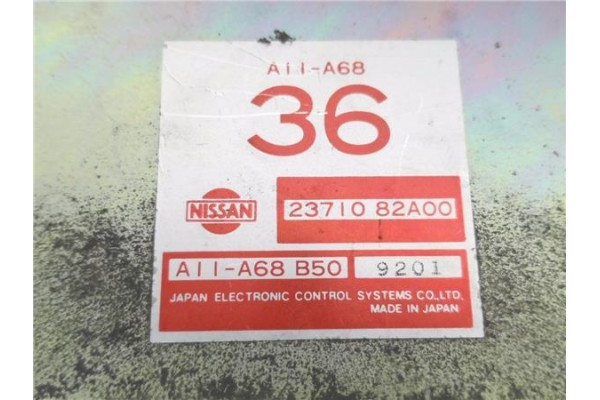 A11-A68
36
NISSAN
23710 82A00
A11-A68 B50 9201
JAPAN ELECTRONIC CONTROL SYSTEMS CO.,LTD.
MADE IN JAPAN